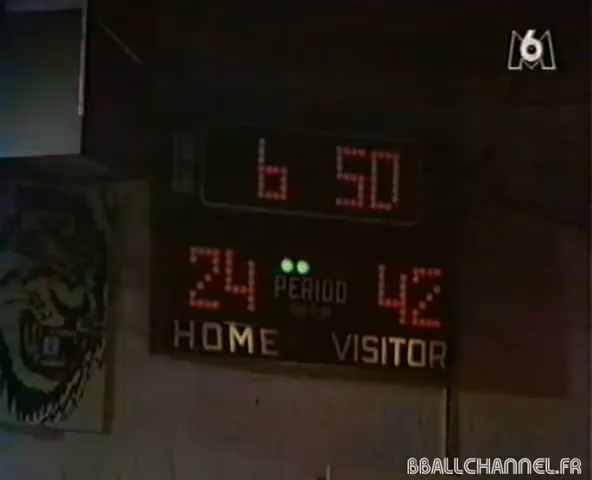 M6
6 50
24 PERIOD 42
HOME VISITOR
BBALLCHANNEL.FR